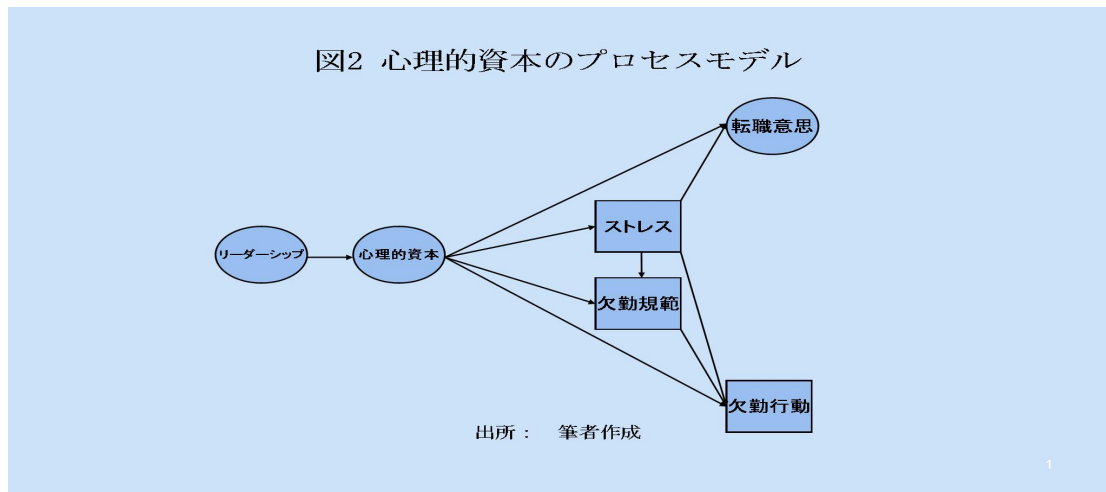 図2 心理的資本のプロセスモデル
転職意思
ストレス
リーダーシップ
心理的資本
欠勤規範
欠勤行動
出所： 筆者作成
1